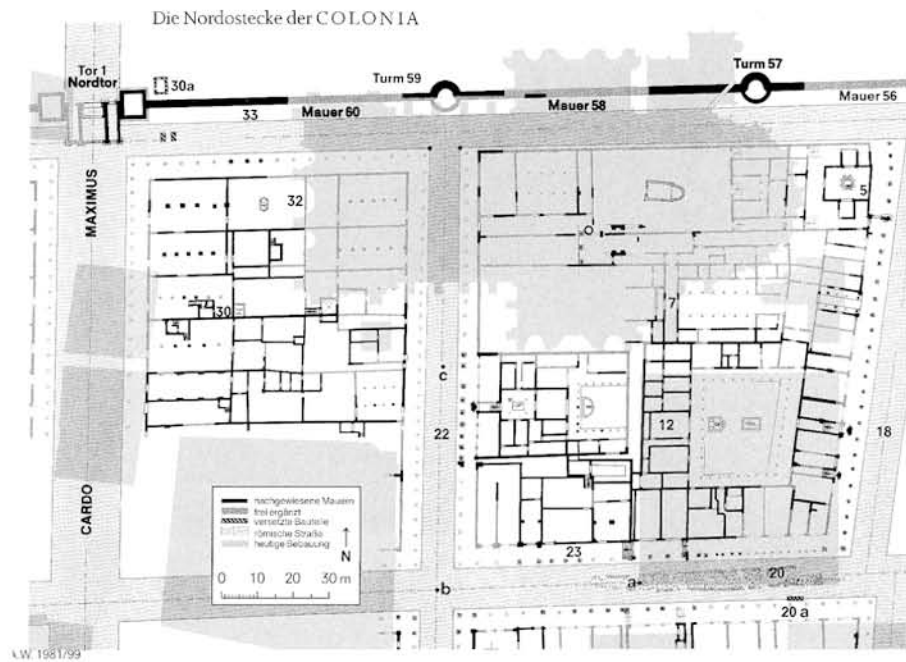 Die Nordostecke der COLONIA
Tor 1
Nordtor
30a
Turm 59
Turm 57
33
Mauer 60
Mauer 58
Mauer 56
MAXIMUS
32
5
30
7
c
22
12
18
CARDO
nachgewiesene Mauern
frei ergänzt
versetzte Bauteile
römische Straße
heutige Bebauung
N
0 10 20 30 m
23
b
a
20
20 a
.W. 1981/99